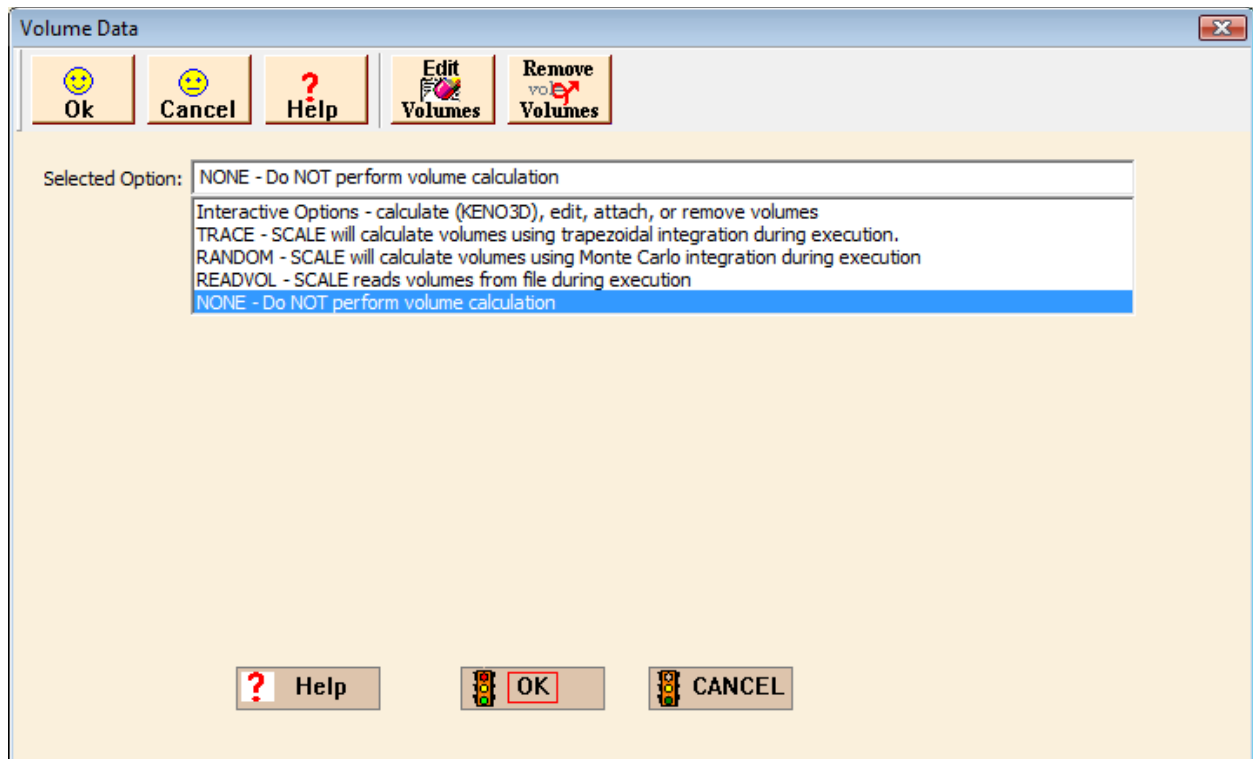 Volume Data
Ok
Cancel
Help
Edit
Volumes
Remove
Volumes
Selected Option: NONE - Do NOT perform volume calculation
Interactive Options - calculate (KENO3D), edit, attach, or remove volumes
TRACE - SCALE will calculate volumes using trapezoidal integration during execution.
RANDOM - SCALE will calculate volumes using Monte Carlo integration during execution
READVOL - SCALE reads volumes from file during execution
NONE - Do NOT perform volume calculation
? Help
OK
CANCEL